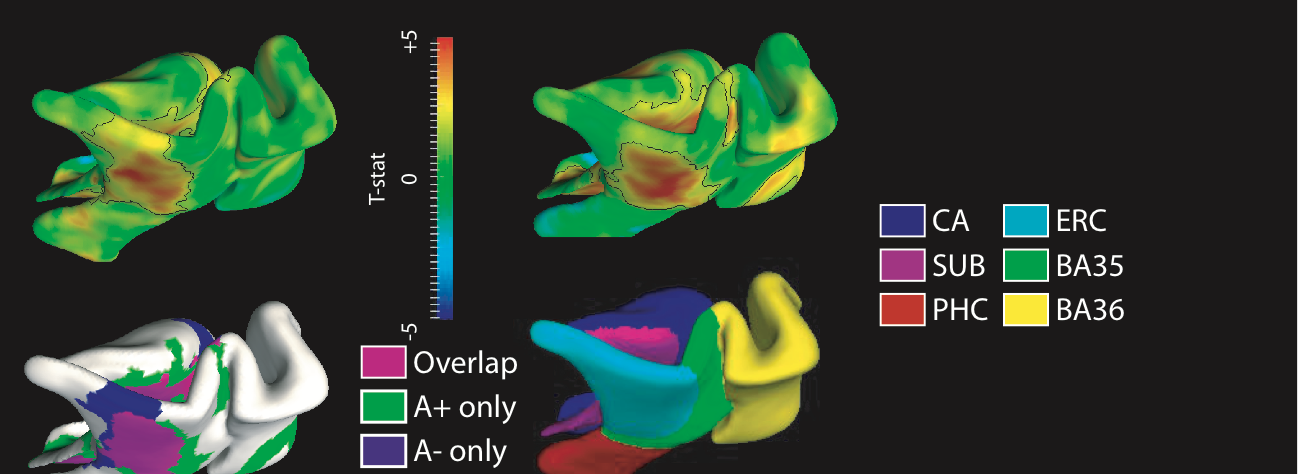 +5
T-stat
0
-5
Overlap
A+ only
A- only
CA
ERC
SUB
BA35
PHC
BA36